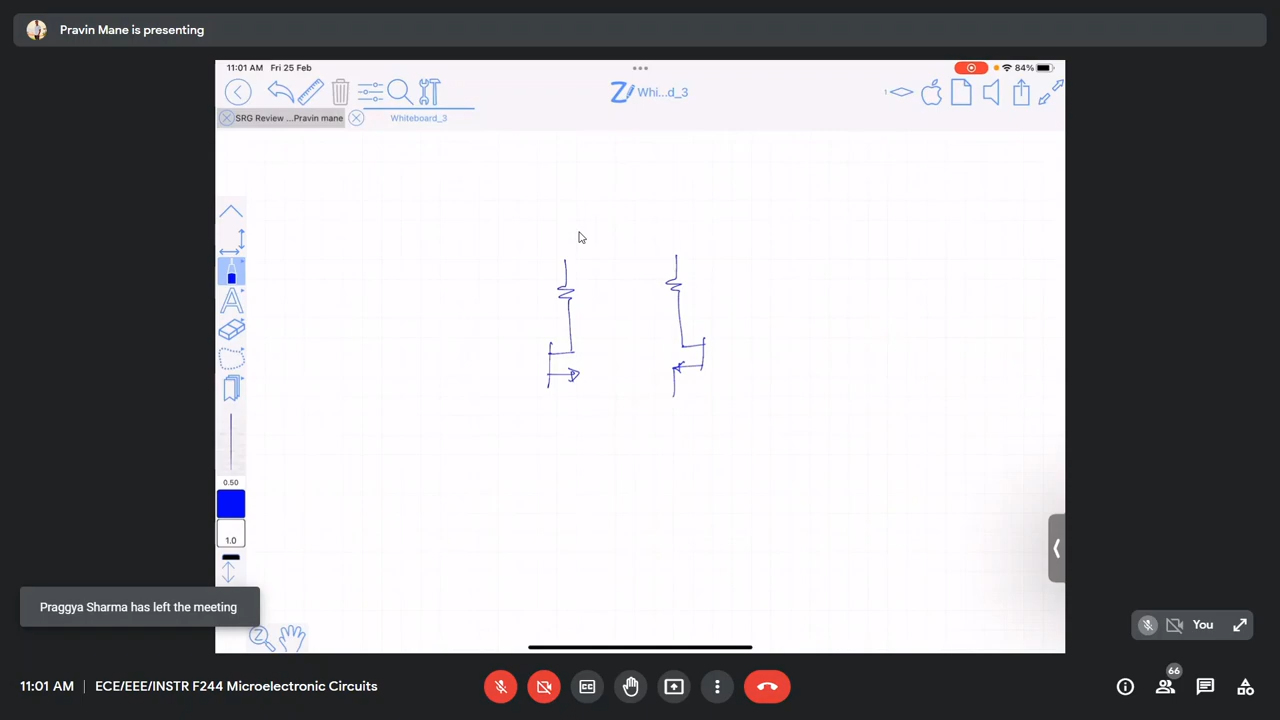 Pravin Mane is presenting
11:01 AM Fri 25 Feb
84%
Whi...d_3
1
SRG Review ...Pravin mane
Whiteboard_3
A
0.50
1.0
Praggya Sharma has left the meeting
You
11:01 AM | ECE/EEE/INSTR F244 Microelectronic Circuits
66